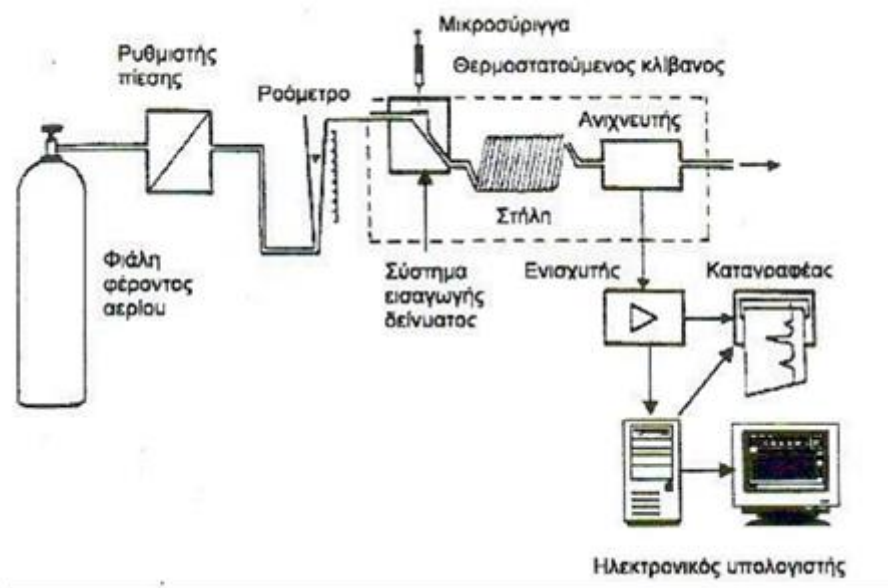 Μικροσύριγγα
Ρυθμιστής
πίεσης
Θερμοστατούμενος κλίβανος
Ροόμετρο
Ανιχνευτής
Στήλη
Φιάλη
φέροντος
αερίου
Σύστημα
εισαγωγής
δείγματος
Ενισχυτής
Καταγραφέας
Ηλεκτρονικός υπολογιστής